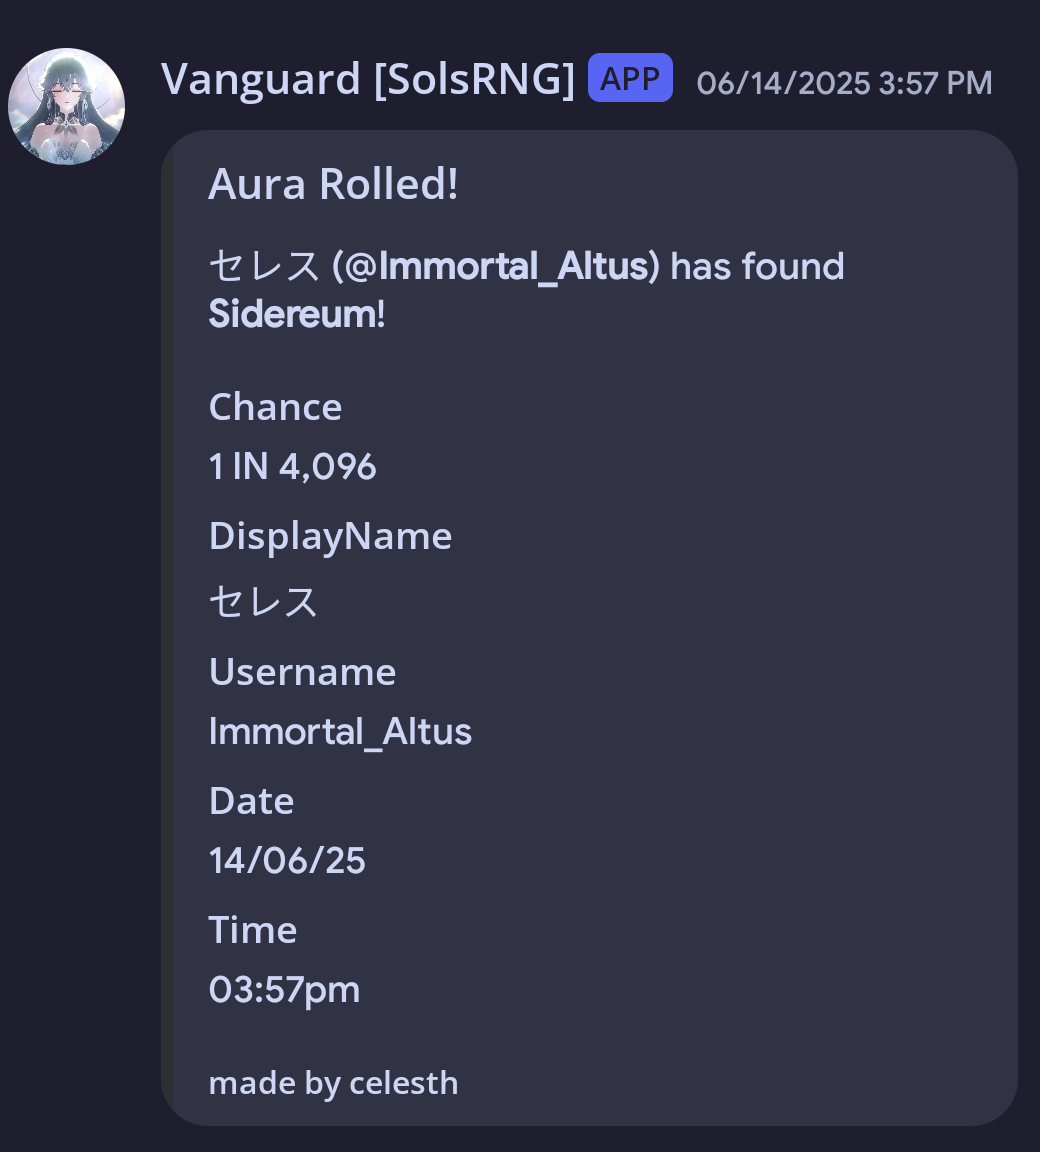 Vanguard [SolsRNG] APP 06/14/2025 3:57 PM
Aura Rolled!
セレス (@Immortal_Altus) has found
Sidereum!
Chance
1 IN 4,096
DisplayName
セレス
Username
Immortal_Altus
Date
14/06/25
Time
03:57pm
made by celesth